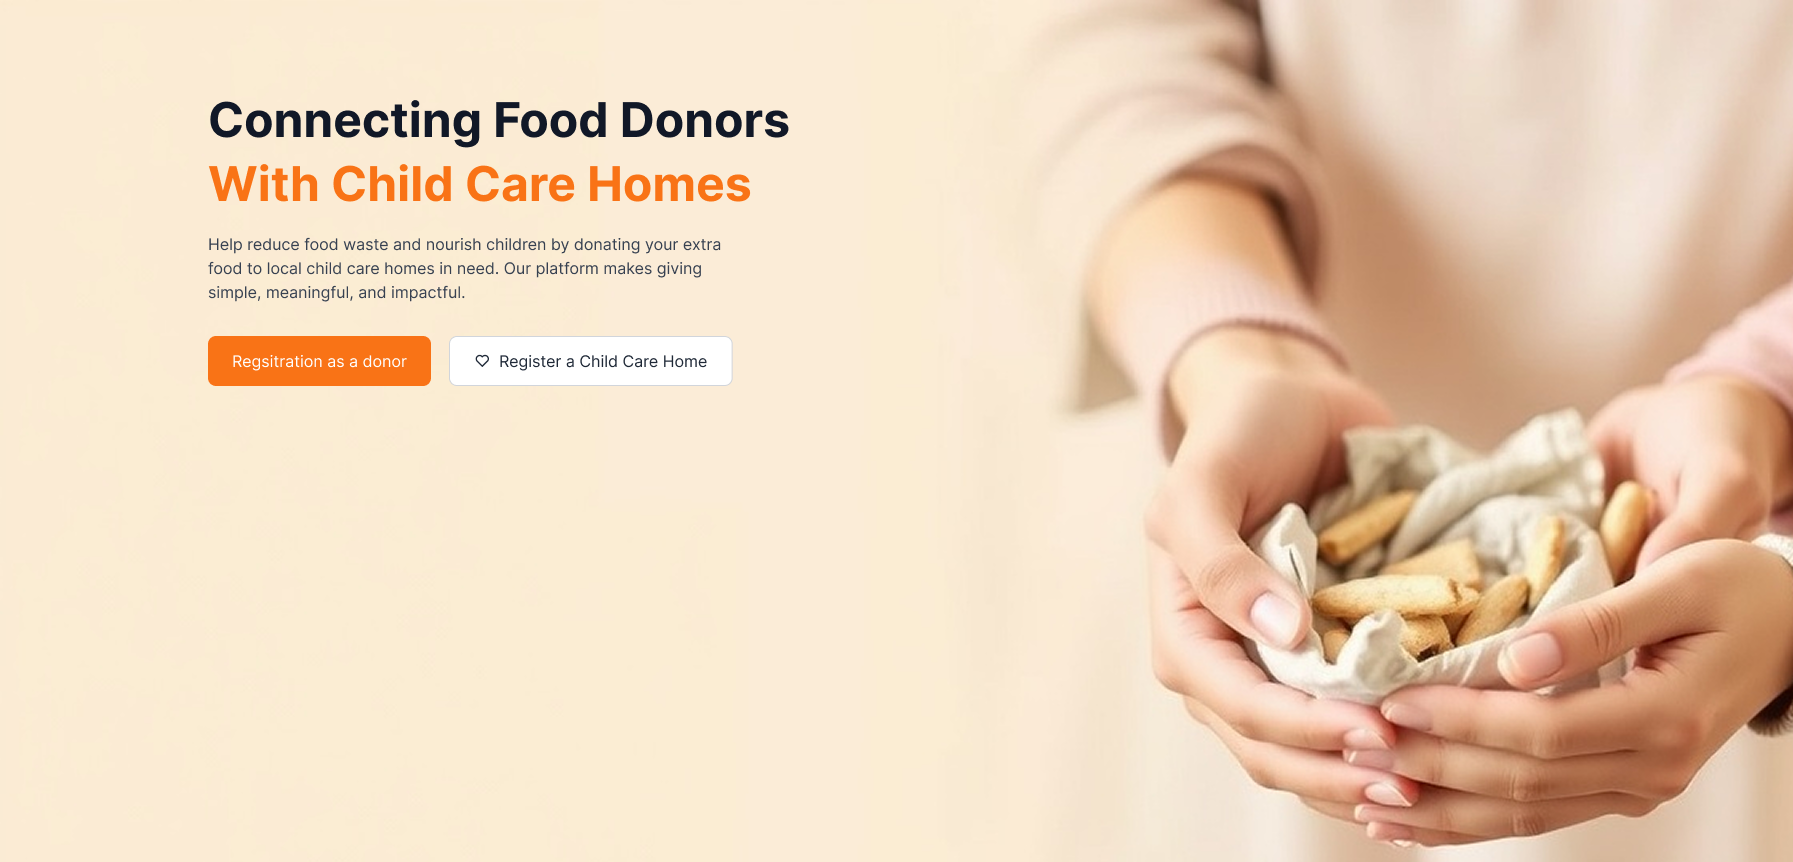 Connecting Food Donors
With Child Care Homes
Help reduce food waste and nourish children by donating your extra
food to local child care homes in need. Our platform makes giving
simple, meaningful, and impactful.
Regsitration as a donor
Register a Child Care Home